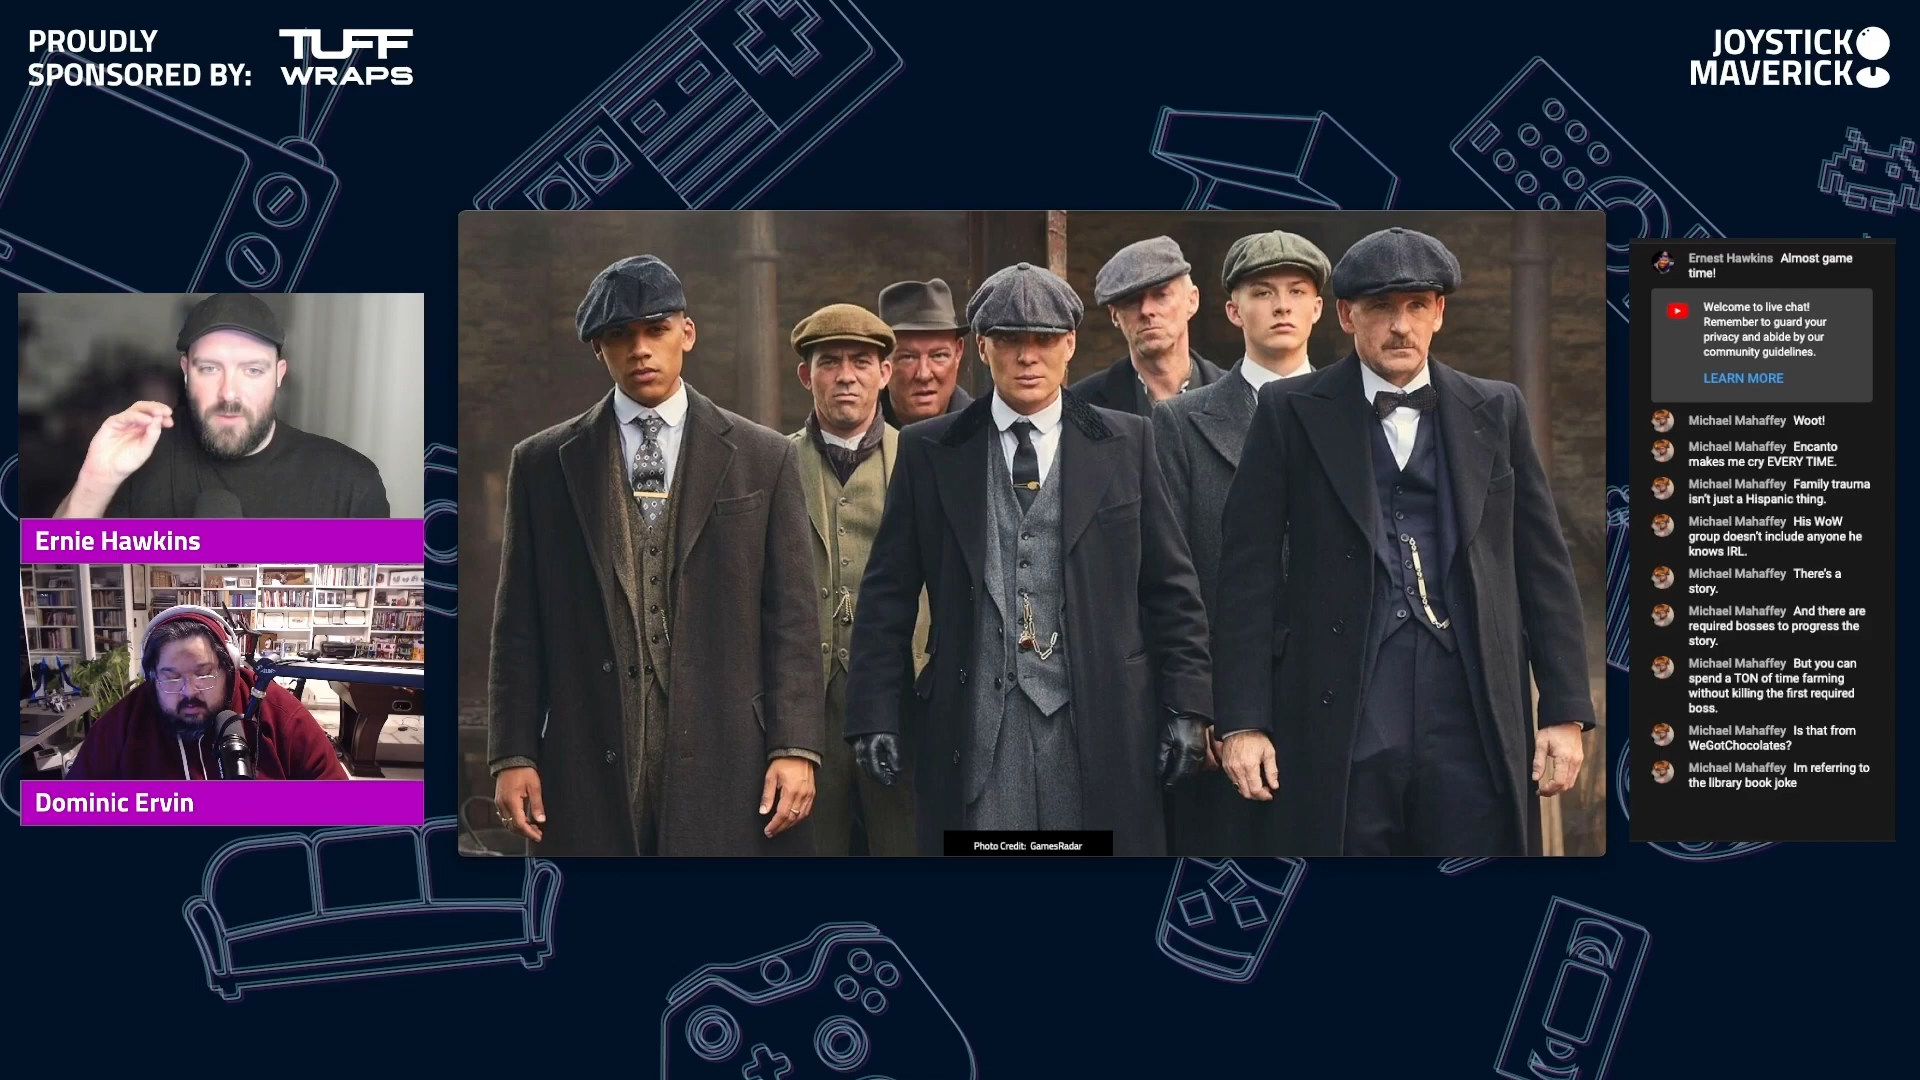 PROUDLY
SPONSORED BY:
TUFF
WRAPS
JOYSTICK
MAVERICK
Ernie Hawkins
Dominic Ervin
Photo Credit: GamesRadar
Ernest Hawkins Almost game
time!
Welcome to live chat!
Remember to guard your
privacy and abide by our
community guidelines.
LEARN MORE
Michael Mahaffey Woot!
Michael Mahaffey Encanto
makes me cry EVERY TIME.
Michael Mahaffey Family trauma
isn't just a Hispanic thing.
Michael Mahaffey His WoW
group doesn't include anyone he
knows IRL.
Michael Mahaffey There's a
story.
Michael Mahaffey And there are
required bosses to progress the
story.
Michael Mahaffey But you can
spend a TON of time farming
without killing the first required
boss.
Michael Mahaffey Is that from
WeGotChocolates?
Michael Mahaffey Im referring to
the library book joke